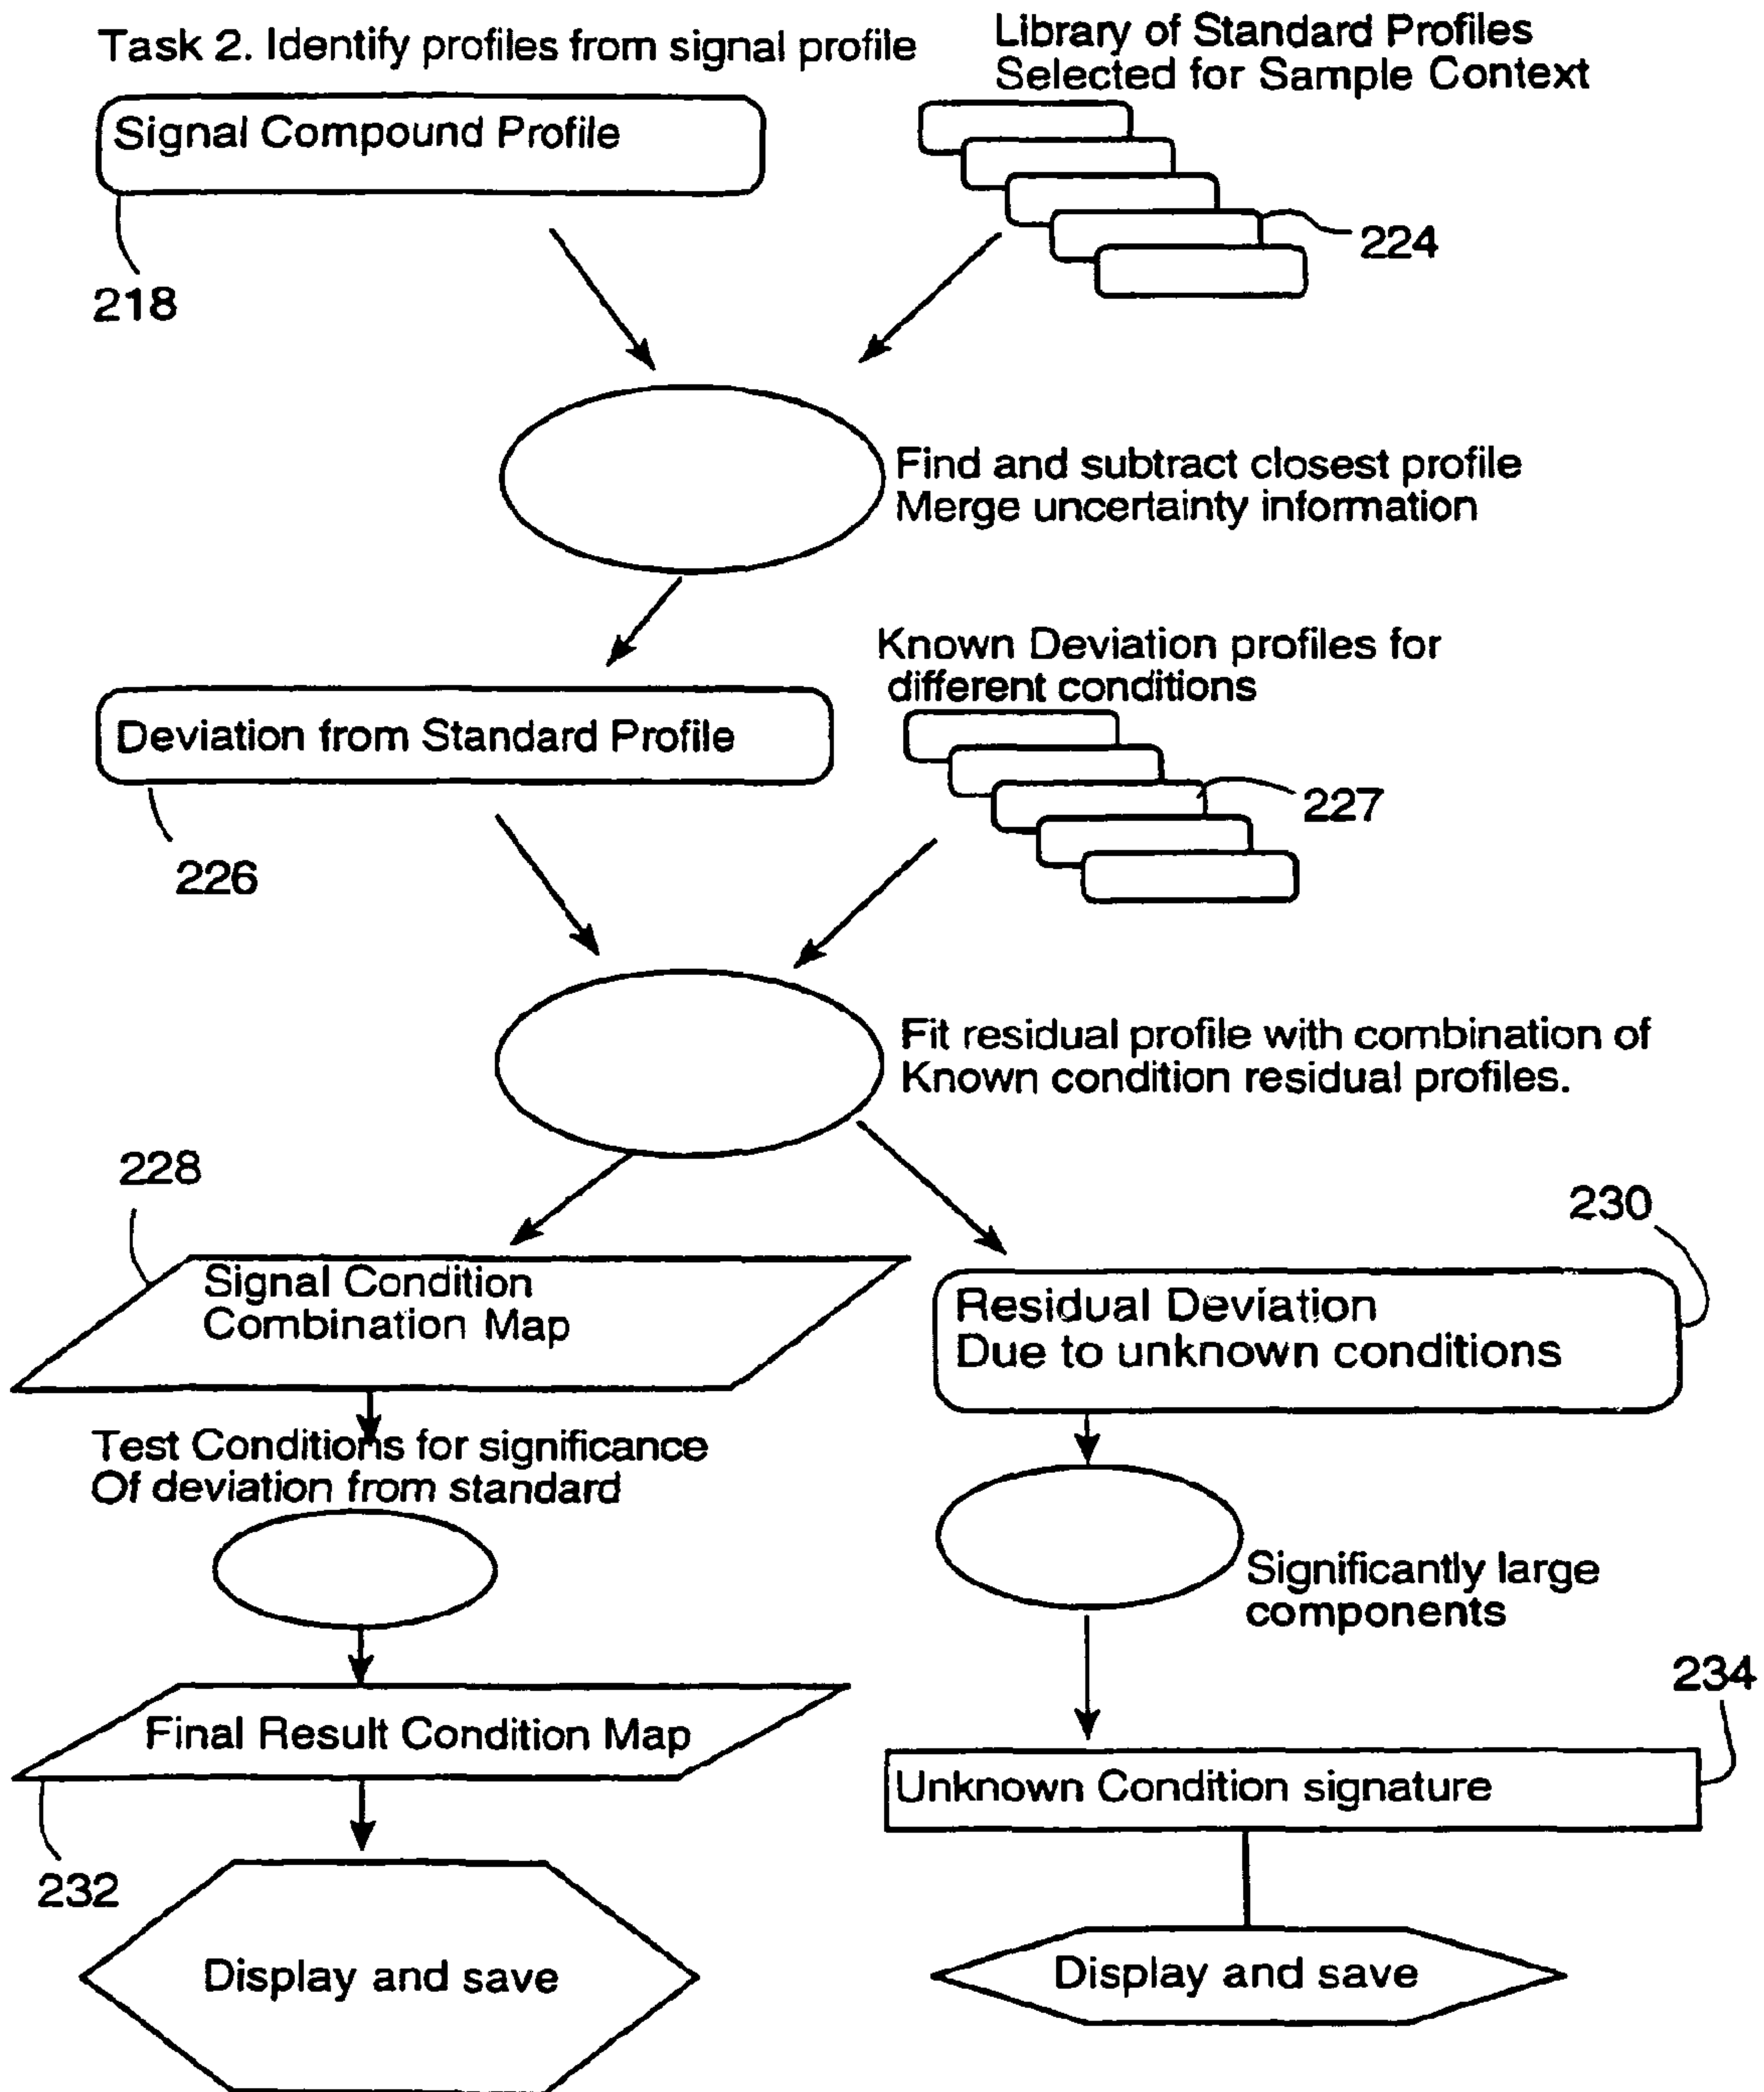 Task 2. Identify profiles from signal profile
Library of Standard Profiles
Selected for Sample Context
Signal Compound Profile
224
218
Find and subtract closest profile
Merge uncertainty information
Known Deviation profiles for
different conditions
Deviation from Standard Profile
227
226
Fit residual profile with combination of
Known condition residual profiles.
228
230
Signal Condition
Combination Map
Residual Deviation
Due to unknown conditions
Test Conditions for significance
Of deviation from standard
Significantly large
components
234
Final Result Condition Map
Unknown Condition signature
232
Display and save
Display and save